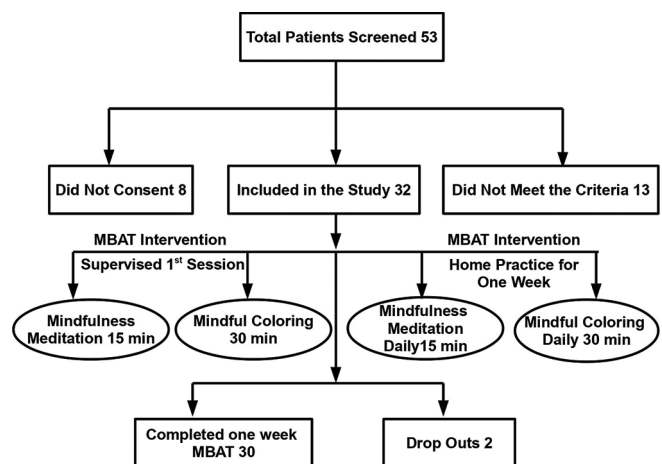 Total Patients Screened 53
Did Not Consent 8
Included in the Study 32
Did Not Meet the Criteria 13
MBAT Intervention
MBAT Intervention
Supervised 1st Session
Home Practice for
One Week
Mindfulness
Meditation 15 min
Mindful Coloring
30 min
Mindfulness
Meditation
Daily15 min
Mindful Coloring
Daily 30 min
Completed one week
MBAT 30
Drop Outs 2